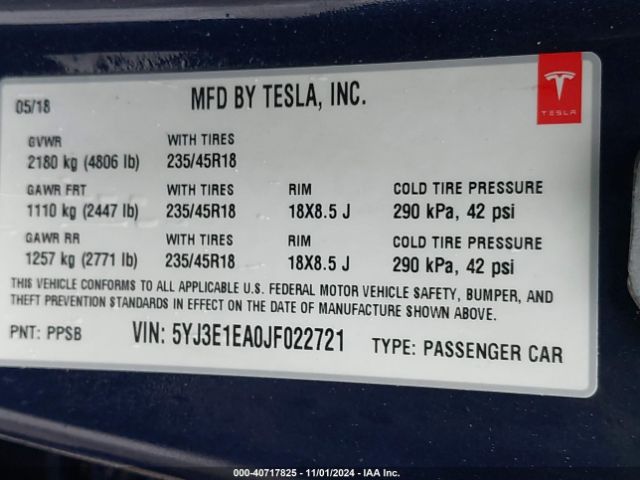 05/18
MFD BY TESLA, INC.
TESLA
GVWR WITH TIRES
2180 kg (4806 lb) 235/45R18
GAWR FRT WITH TIRES RIM COLD TIRE PRESSURE
1110 kg (2447 lb) 235/45R18 18X8.5 J 290 kPa, 42 psi
GAWR RR WITH TIRES RIM COLD TIRE PRESSURE
1257 kg (2771 lb) 235/45R18 18X8.5 J 290 kPa, 42 psi
THIS VEHICLE CONFORMS TO ALL APPLICABLE U.S. FEDERAL MOTOR VEHICLE SAFETY, BUMPER, AND
THEFT PREVENTION STANDARDS IN EFFECT ON THE DATE OF MANUFACTURE SHOWN ABOVE.
PNT: PPSB VIN: 5YJ3E1EA0JF022721 TYPE: PASSENGER CAR
000-40717825 - 11/01/2024 - IAA Inc.